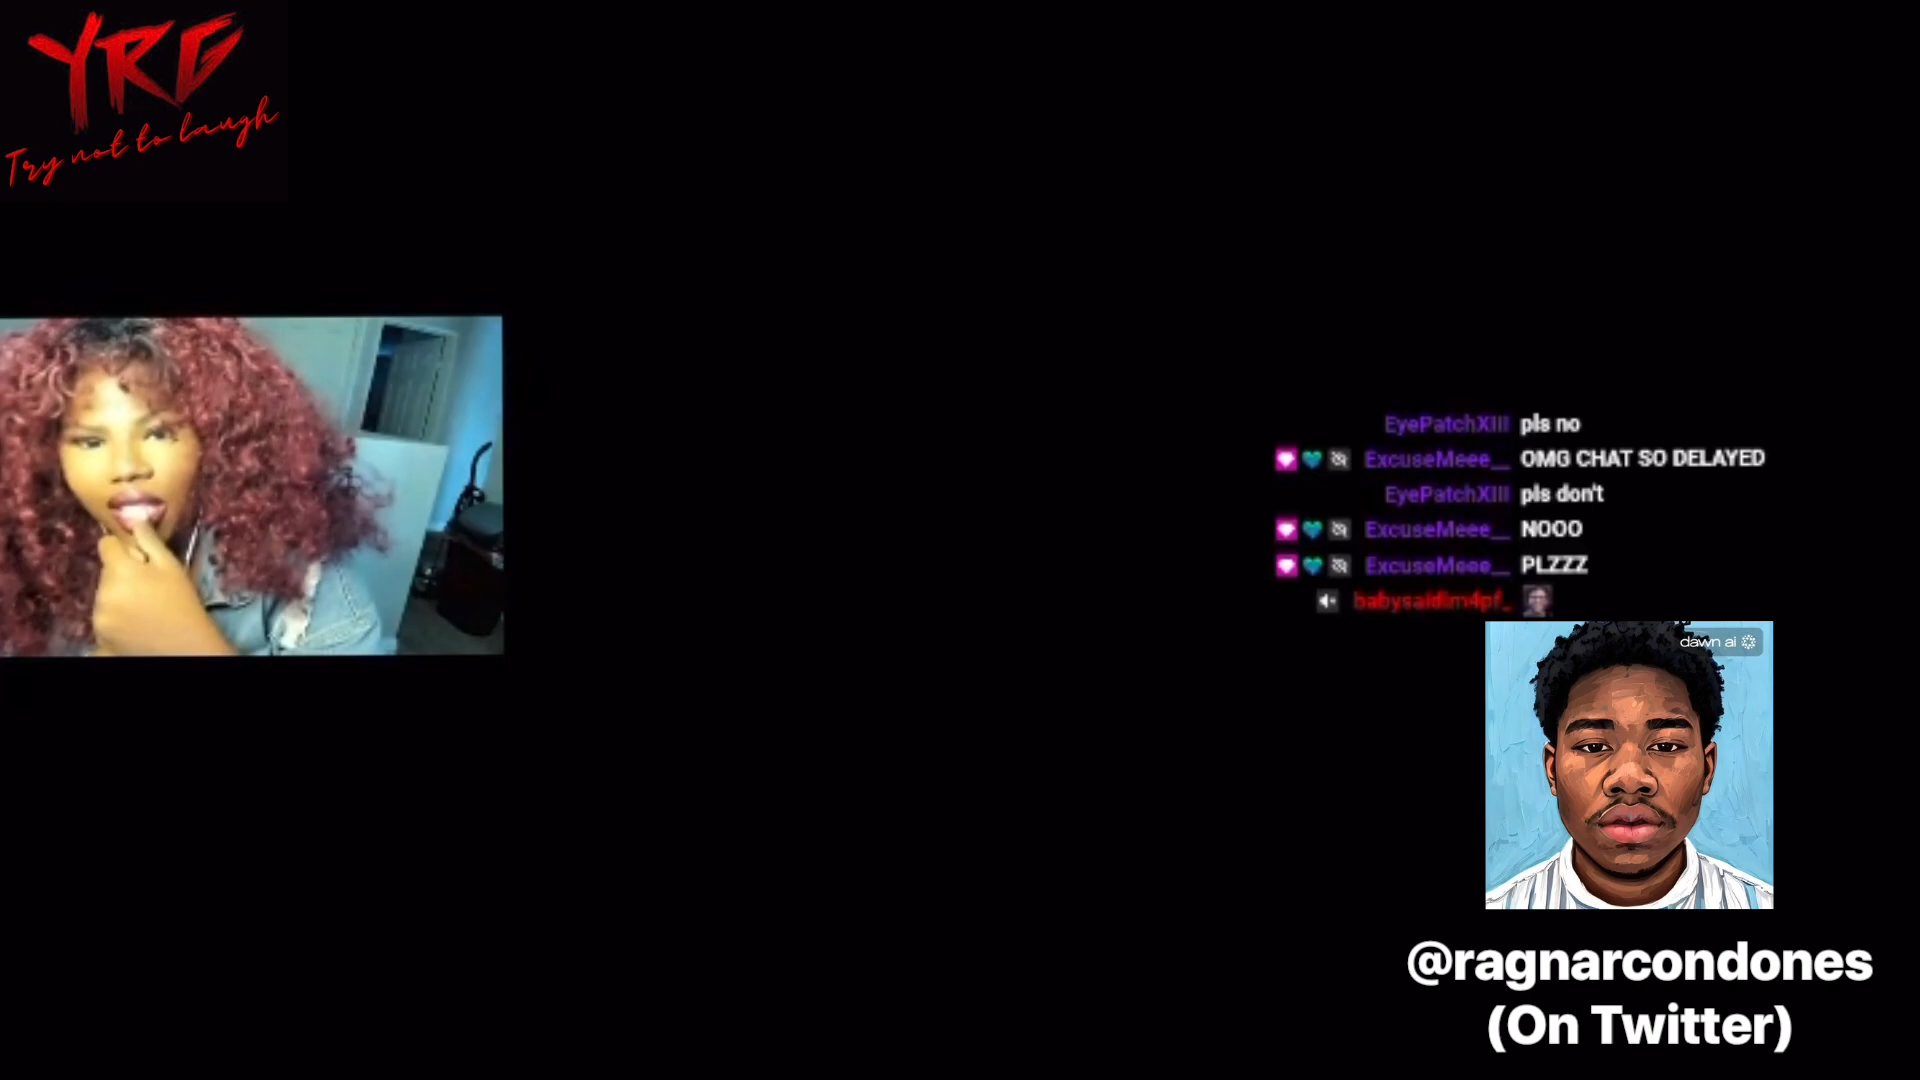 YRG
Try not to laugh
EyePatchXIII pls no
ExcuseMeee__ OMG CHAT SO DELAYED
EyePatchXIII pls don't
ExcuseMeee__ NOOO
ExcuseMeee__ PLZZZ
babysaidim4pf_
dawn ai
@ragnarcondones
(On Twitter)